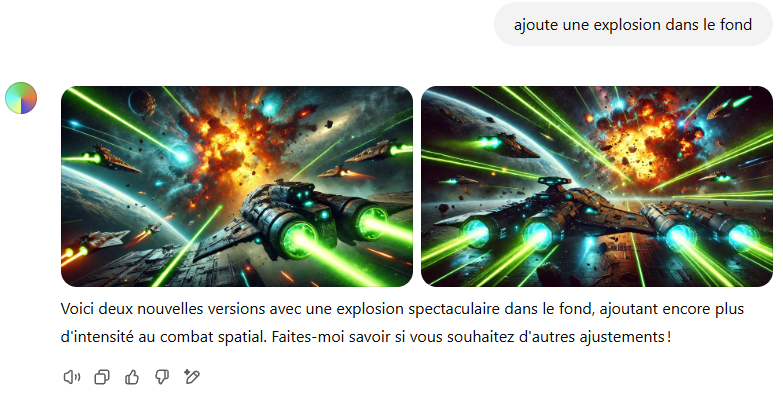 ajoute une explosion dans le fond
Voici deux nouvelles versions avec une explosion spectaculaire dans le fond, ajoutant encore plus
d'intensité au combat spatial. Faites-moi savoir si vous souhaitez d'autres ajustements !